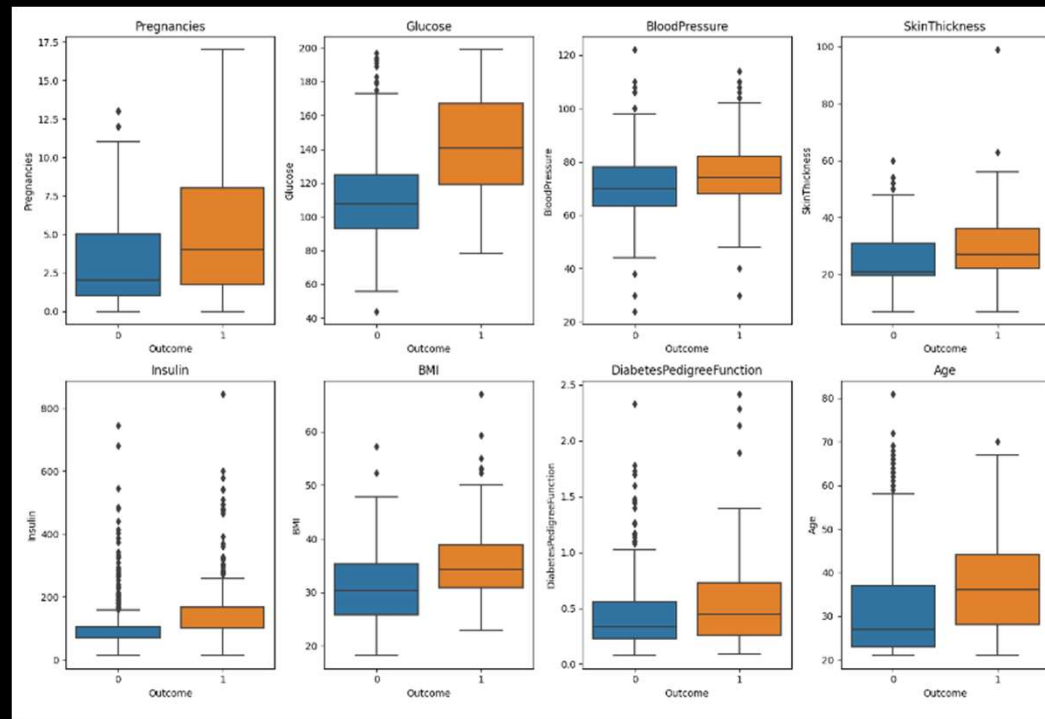 Pregnancies
17.5
15.0
12.5
10.0
7.5
5.0
2.5
0.0
Pregnancies
0
1
Outcome
Glucose
200
180
160
140
120
100
80
60
40
Glucose
0
1
Outcome
BloodPressure
120
100
80
60
40
20
BloodPressure
0
1
Outcome
SkinThickness
100
80
60
40
20
SkinThickness
0
1
Outcome
Insulin
800
600
400
200
0
Insulin
0
1
Outcome
BMI
60
50
40
30
20
BMI
0
1
Outcome
DiabetesPedigreeFunction
2.5
2.0
1.5
1.0
0.5
0.0
DiabetesPedigreeFunction
0
1
Outcome
Age
80
70
60
50
40
30
20
Age
0
1
Outcome